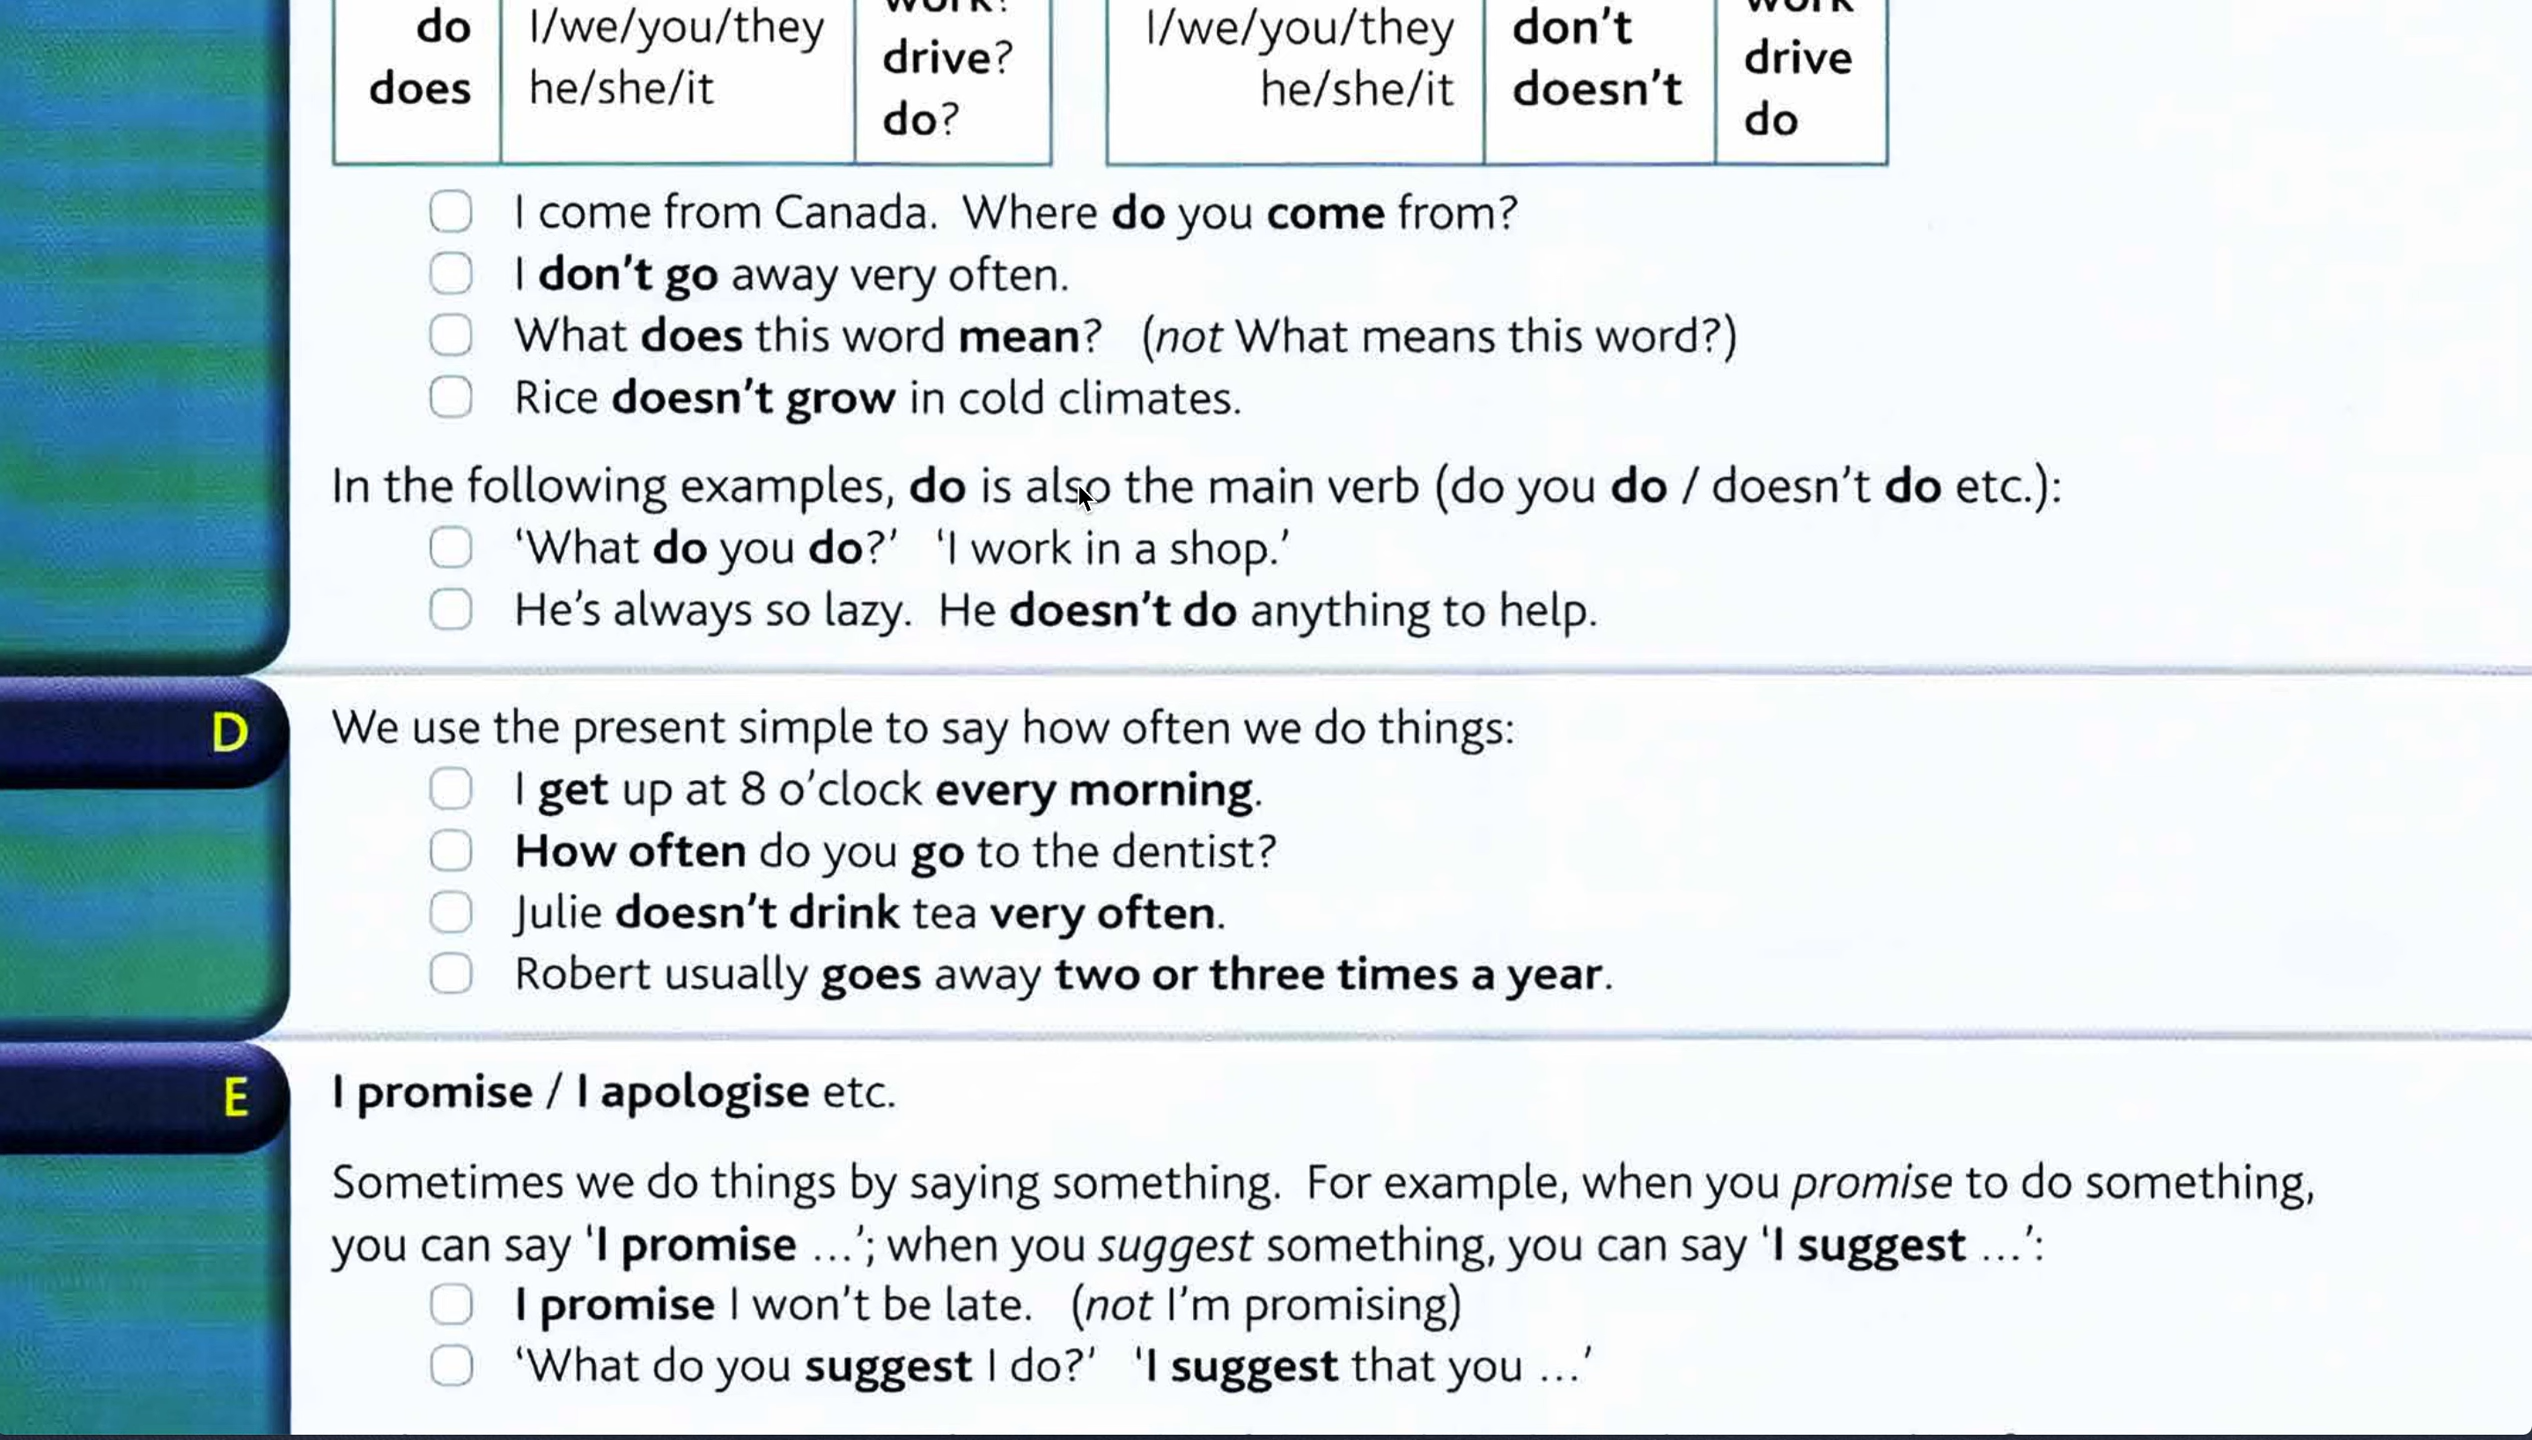 do I/we/you/they work?
does he/she/it drive?
do?
I/we/you/they don't work
he/she/it doesn't drive
do
I come from Canada. Where do you come from?
I don't go away very often.
What does this word mean? (not What means this word?)
Rice doesn't grow in cold climates.
In the following examples, do is also the main verb (do you do / doesn't do etc.):
‘What do you do?’ ‘I work in a shop.’
He's always so lazy. He doesn't do anything to help.
D
We use the present simple to say how often we do things:
I get up at 8 o'clock every morning.
How often do you go to the dentist?
Julie doesn't drink tea very often.
Robert usually goes away two or three times a year.
E
I promise / I apologise etc.
Sometimes we do things by saying something. For example, when you promise to do something,
you can say ‘I promise ...’; when you suggest something, you can say ‘I suggest ...’:
I promise I won't be late. (not I'm promising)
‘What do you suggest I do?’ ‘I suggest that you ...’